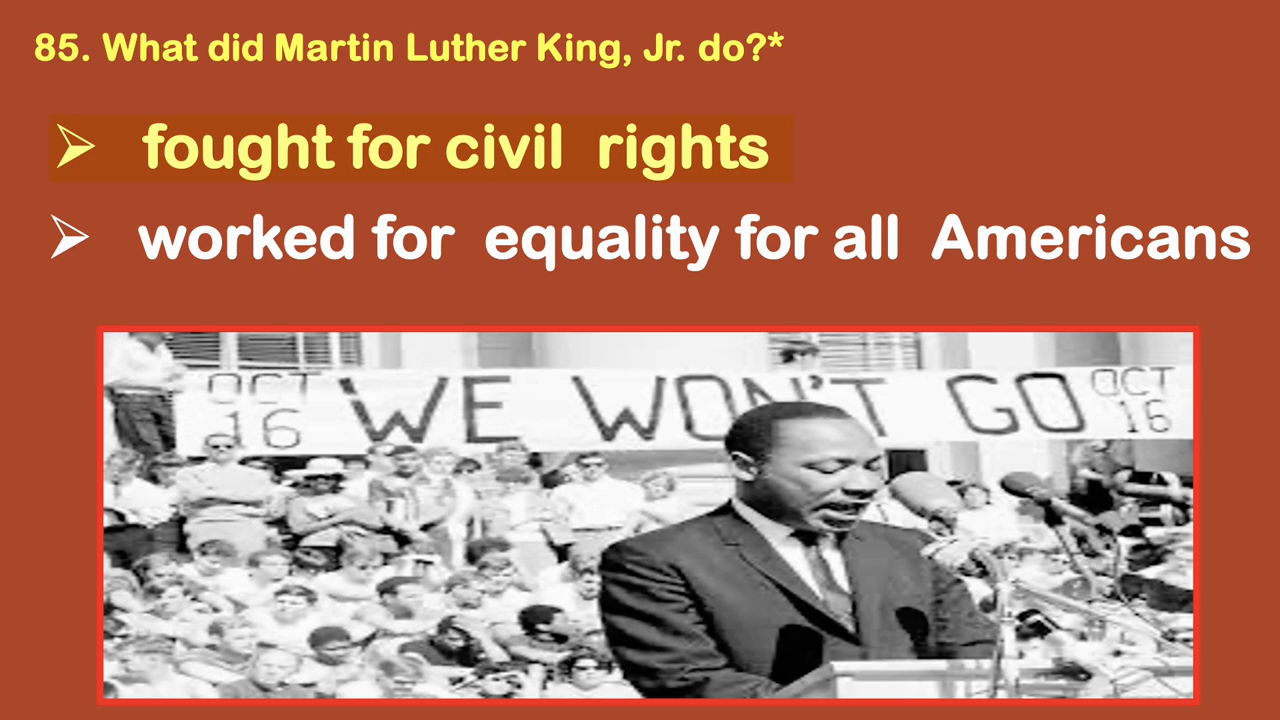 85. What did Martin Luther King, Jr. do?*
➢ fought for civil rights
➢ worked for equality for all Americans
OCT 16 WE WON'T GO OCT 16